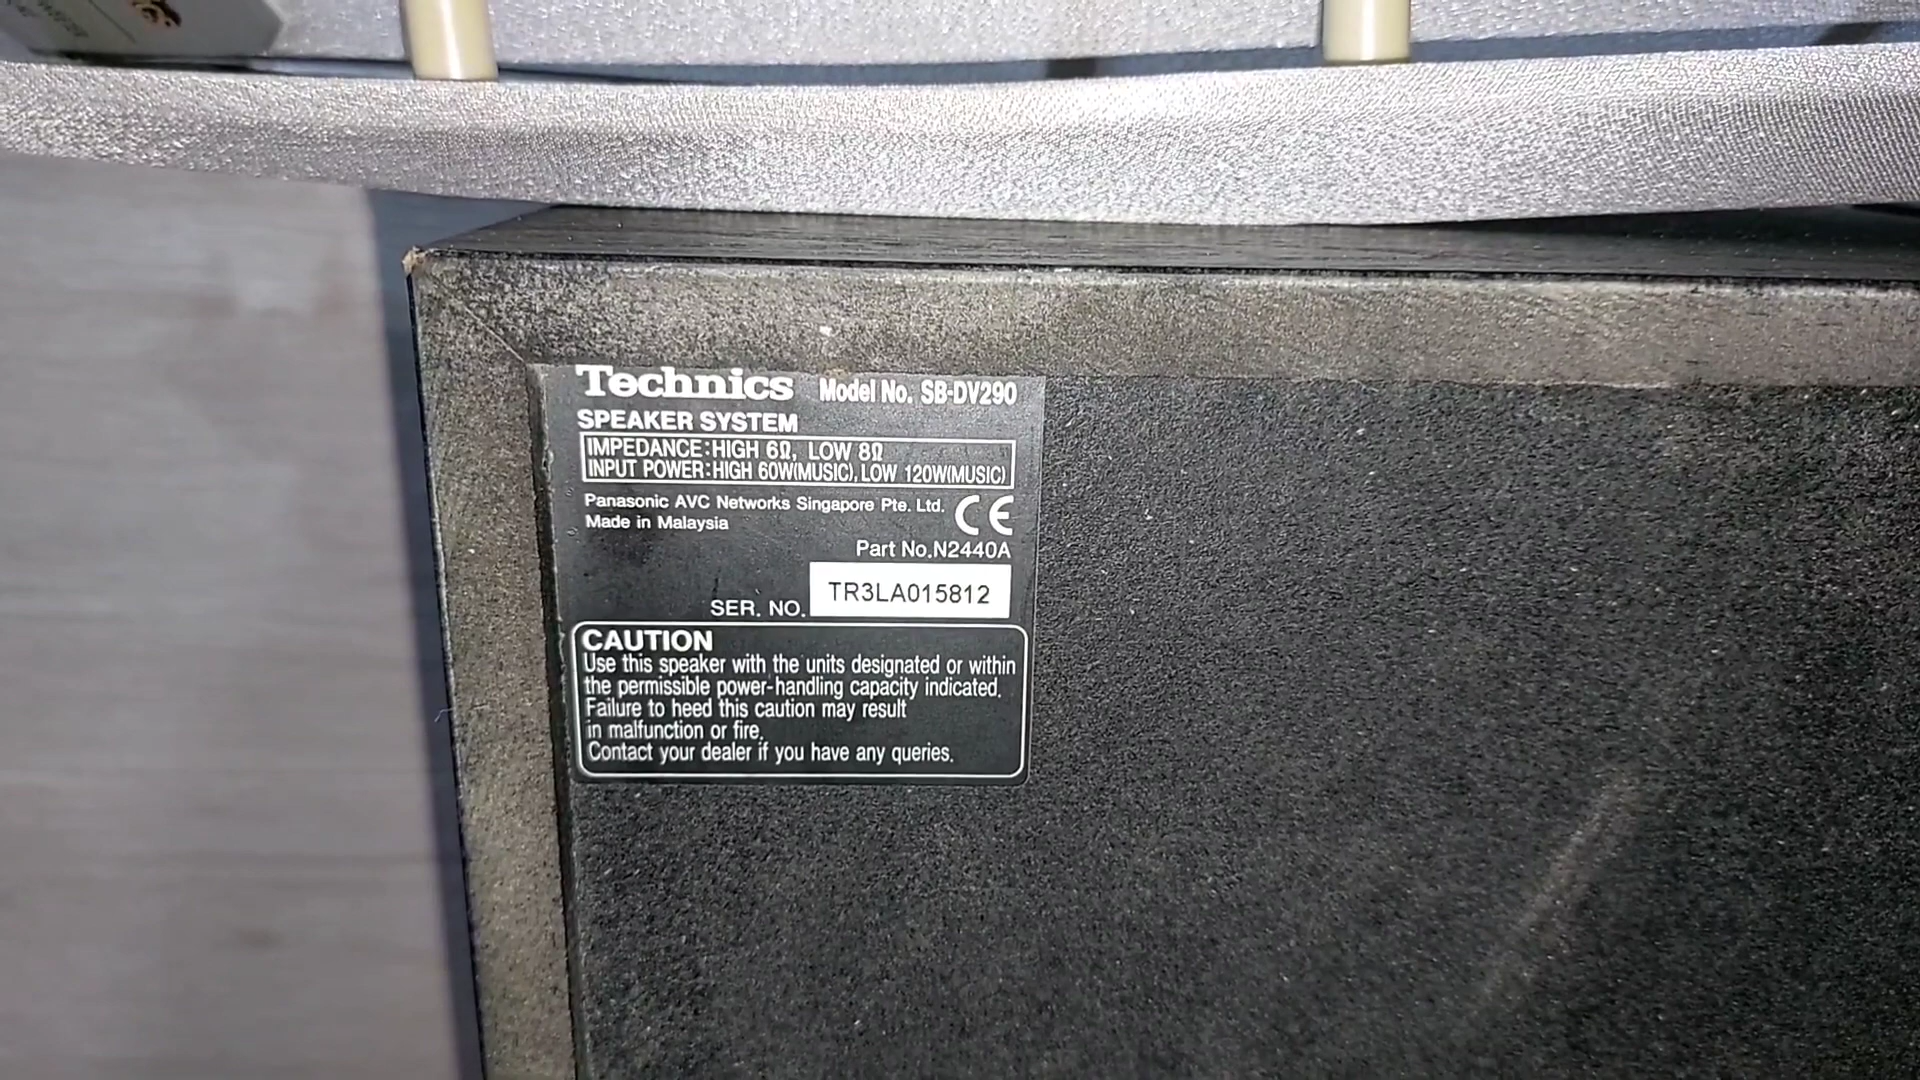 Technics Model No. SB-DV290
SPEAKER SYSTEM
IMPEDANCE:HIGH 6Ω, LOW 8Ω
INPUT POWER:HIGH 60W(MUSIC), LOW 120W(MUSIC)
Panasonic AVC Networks Singapore Pte. Ltd.
Made in Malaysia
CE
Part No.N2440A
SER. NO. TR3LA015812
CAUTION
Use this speaker with the units designated or within
the permissible power-handling capacity indicated.
Failure to heed this caution may result
in malfunction or fire.
Contact your dealer if you have any queries.